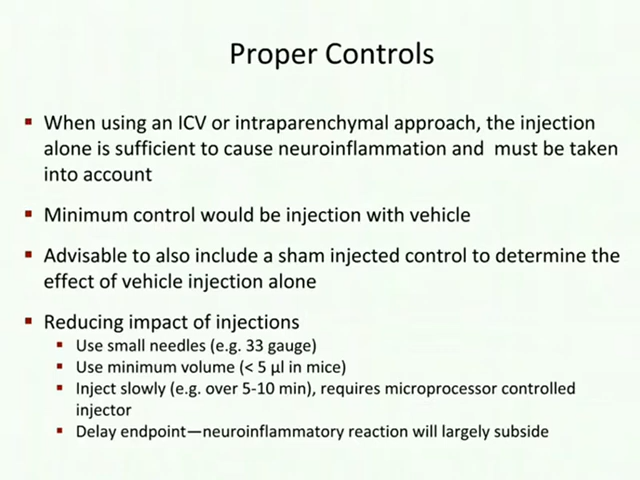 Proper Controls
▪ When using an ICV or intraparenchymal approach, the injection
alone is sufficient to cause neuroinflammation and must be taken
into account
▪ Minimum control would be injection with vehicle
▪ Advisable to also include a sham injected control to determine the
effect of vehicle injection alone
▪ Reducing impact of injections
▪ Use small needles (e.g. 33 gauge)
▪ Use minimum volume (< 5 µl in mice)
▪ Inject slowly (e.g. over 5-10 min), requires microprocessor controlled
injector
▪ Delay endpoint—neuroinflammatory reaction will largely subside